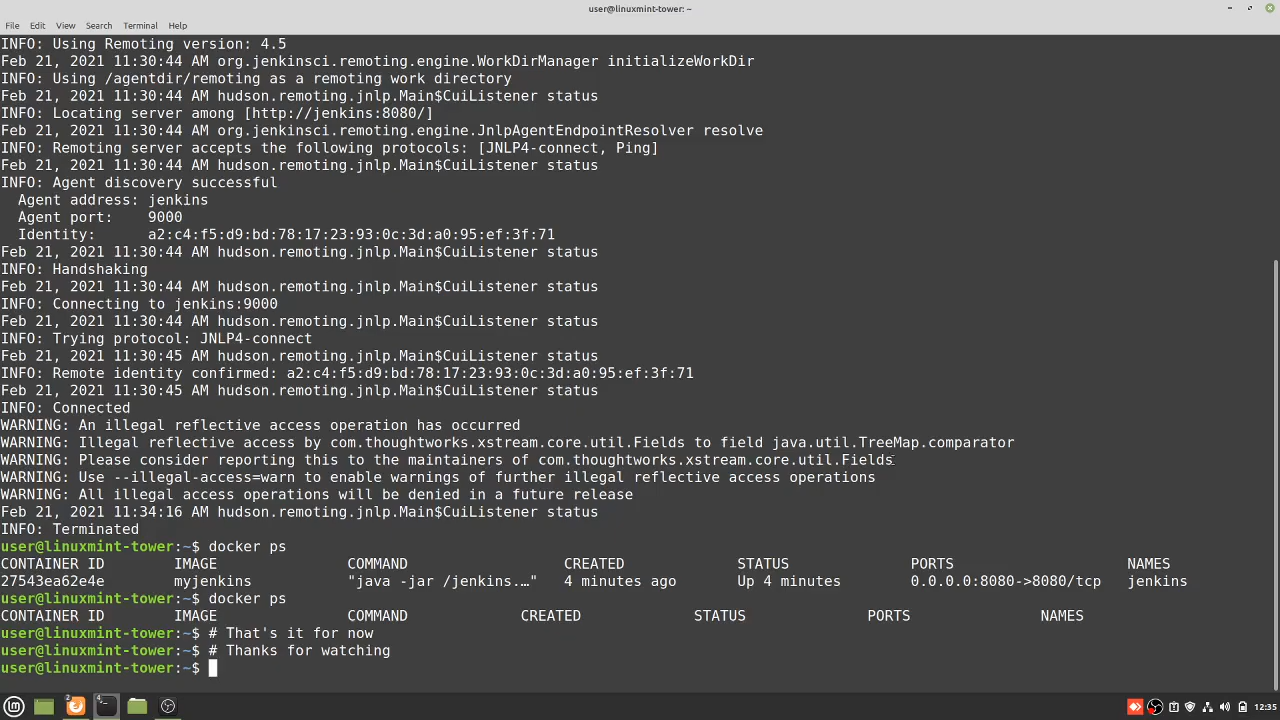 user@linuxmint-tower: ~
File Edit View Search Terminal Help
INFO: Using Remoting version: 4.5
Feb 21, 2021 11:30:44 AM org.jenkinsci.remoting.engine.WorkDirManager initializeWorkDir
INFO: Using /agentdir/remoting as a remoting work directory
Feb 21, 2021 11:30:44 AM hudson.remoting.jnlp.Main$CuiListener status
INFO: Locating server among [http://jenkins:8080/]
Feb 21, 2021 11:30:44 AM org.jenkinsci.remoting.engine.JnlpAgentEndpointResolver resolve
INFO: Remoting server accepts the following protocols: [JNLP4-connect, Ping]
Feb 21, 2021 11:30:44 AM hudson.remoting.jnlp.Main$CuiListener status
INFO: Agent discovery successful
  Agent address: jenkins
  Agent port:    9000
  Identity:      a2:c4:f5:d9:bd:78:17:23:93:0c:3d:a0:95:ef:3f:71
Feb 21, 2021 11:30:44 AM hudson.remoting.jnlp.Main$CuiListener status
INFO: Handshaking
Feb 21, 2021 11:30:44 AM hudson.remoting.jnlp.Main$CuiListener status
INFO: Connecting to jenkins:9000
Feb 21, 2021 11:30:44 AM hudson.remoting.jnlp.Main$CuiListener status
INFO: Trying protocol: JNLP4-connect
Feb 21, 2021 11:30:45 AM hudson.remoting.jnlp.Main$CuiListener status
INFO: Remote identity confirmed: a2:c4:f5:d9:bd:78:17:23:93:0c:3d:a0:95:ef:3f:71
Feb 21, 2021 11:30:45 AM hudson.remoting.jnlp.Main$CuiListener status
INFO: Connected
WARNING: An illegal reflective access operation has occurred
WARNING: Illegal reflective access by com.thoughtworks.xstream.core.util.Fields to field java.util.TreeMap.comparator
WARNING: Please consider reporting this to the maintainers of com.thoughtworks.xstream.core.util.Fields
WARNING: Use --illegal-access=warn to enable warnings of further illegal reflective access operations
WARNING: All illegal access operations will be denied in a future release
Feb 21, 2021 11:34:16 AM hudson.remoting.jnlp.Main$CuiListener status
INFO: Terminated
user@linuxmint-tower:~$ docker ps
CONTAINER ID        IMAGE               COMMAND                  CREATED             STATUS              PORTS                    NAMES
27543ea62e4e        myjenkins           "java -jar /jenkins.…"   4 minutes ago       Up 4 minutes        0.0.0.0:8080->8080/tcp   jenkins
user@linuxmint-tower:~$ docker ps
CONTAINER ID        IMAGE               COMMAND             CREATED             STATUS              PORTS               NAMES
user@linuxmint-tower:~$ # That's it for now
user@linuxmint-tower:~$ # Thanks for watching
user@linuxmint-tower:~$
2 4 12:35